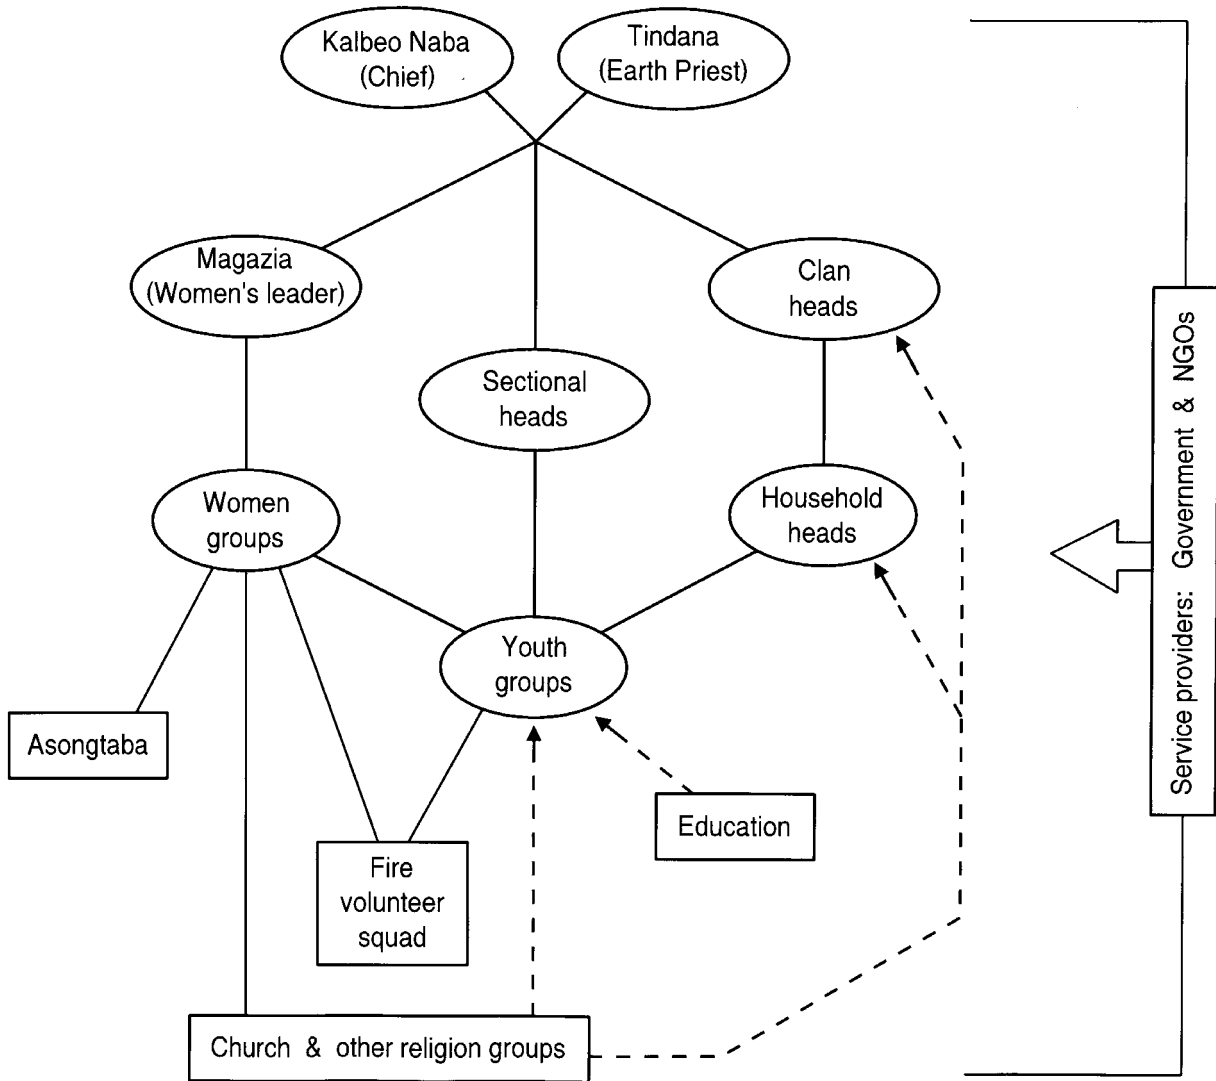 Kalbeo Naba
(Chief)
Tindana
(Earth Priest)
Magazia
(Women's leader)
Clan
heads
Sectional
heads
Women
groups
Household
heads
Youth
groups
Asongtaba
Education
Fire
volunteer
squad
Church & other religion groups
Service providers: Government & NGOs